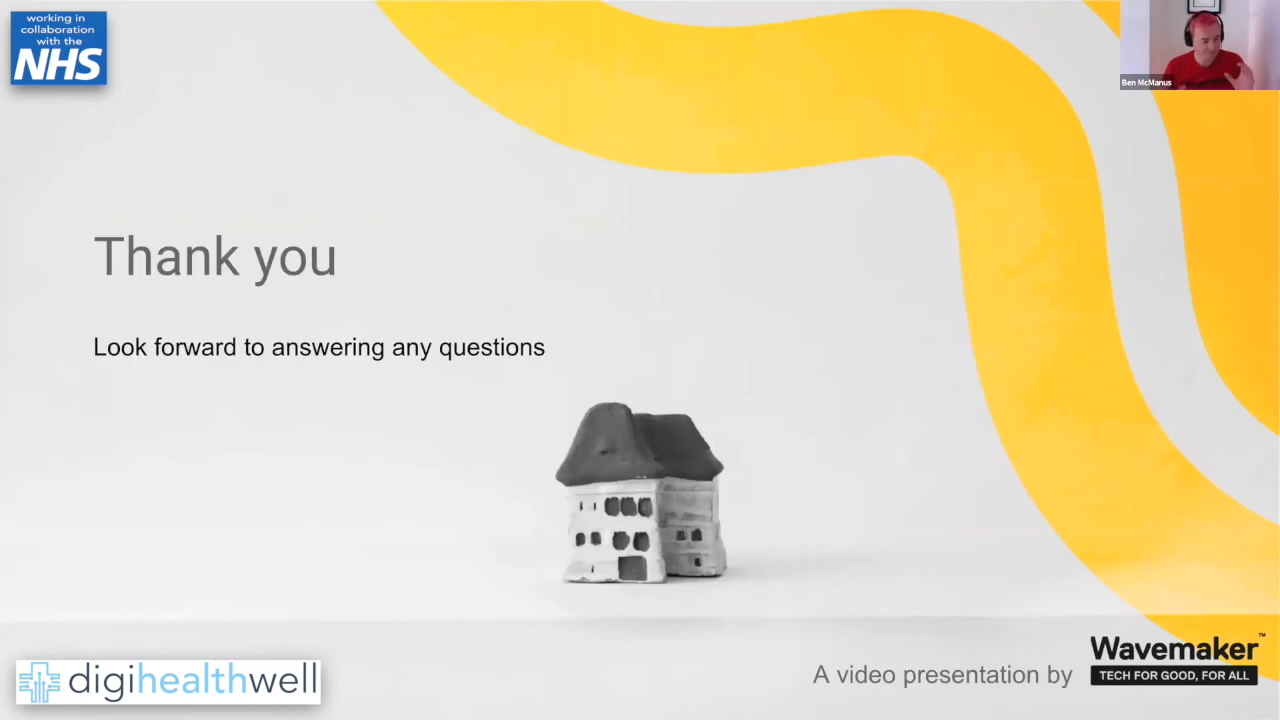 working in
collaboration
with the
NHS
Ben McManus
Thank you
Look forward to answering any questions
digihealthwell
A video presentation by
Wavemaker™
TECH FOR GOOD, FOR ALL